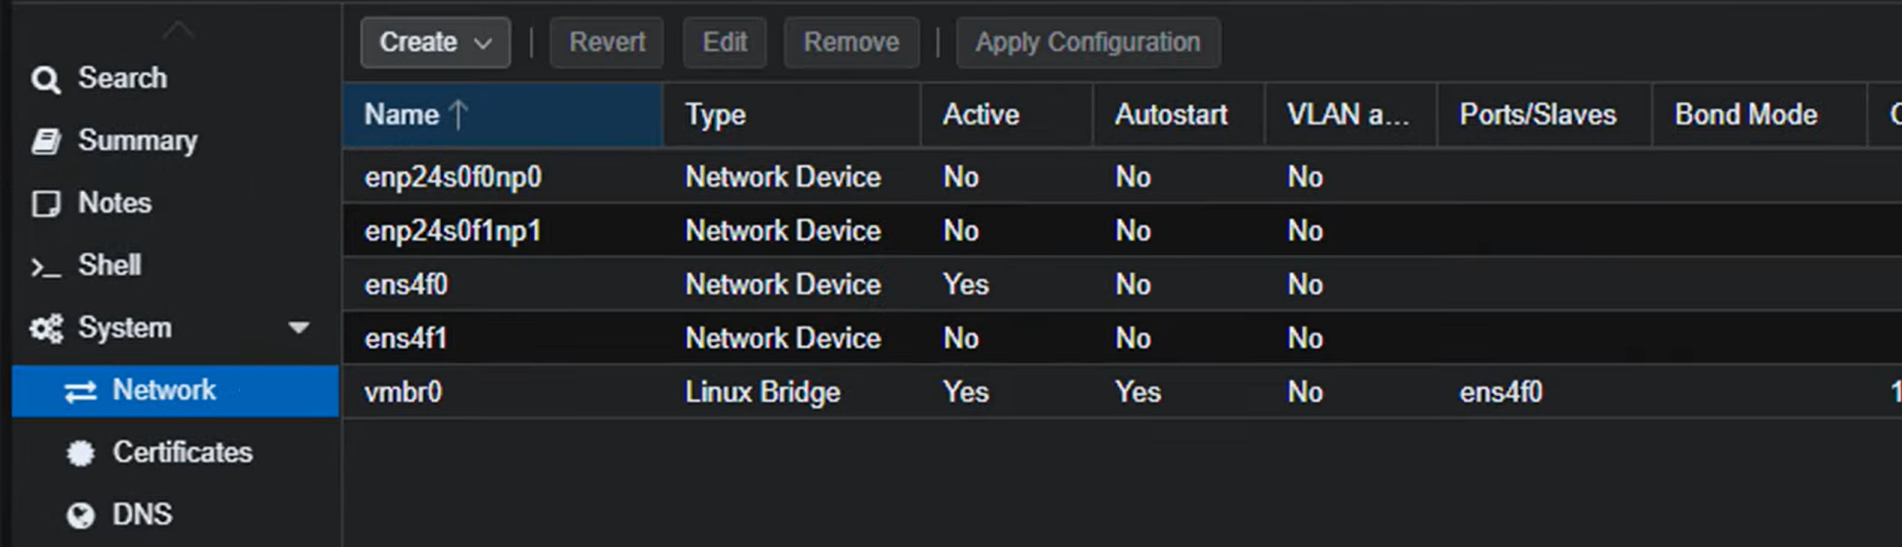 Create Revert Edit Remove Apply Configuration
Search
Summary
Notes
Shell
System
Network
Certificates
DNS
Name Type Active Autostart VLAN a... Ports/Slaves Bond Mode
enp24s0f0np0 Network Device No No No
enp24s0f1np1 Network Device No No No
ens4f0 Network Device Yes No No
ens4f1 Network Device No No No
vmbr0 Linux Bridge Yes Yes No ens4f0 1